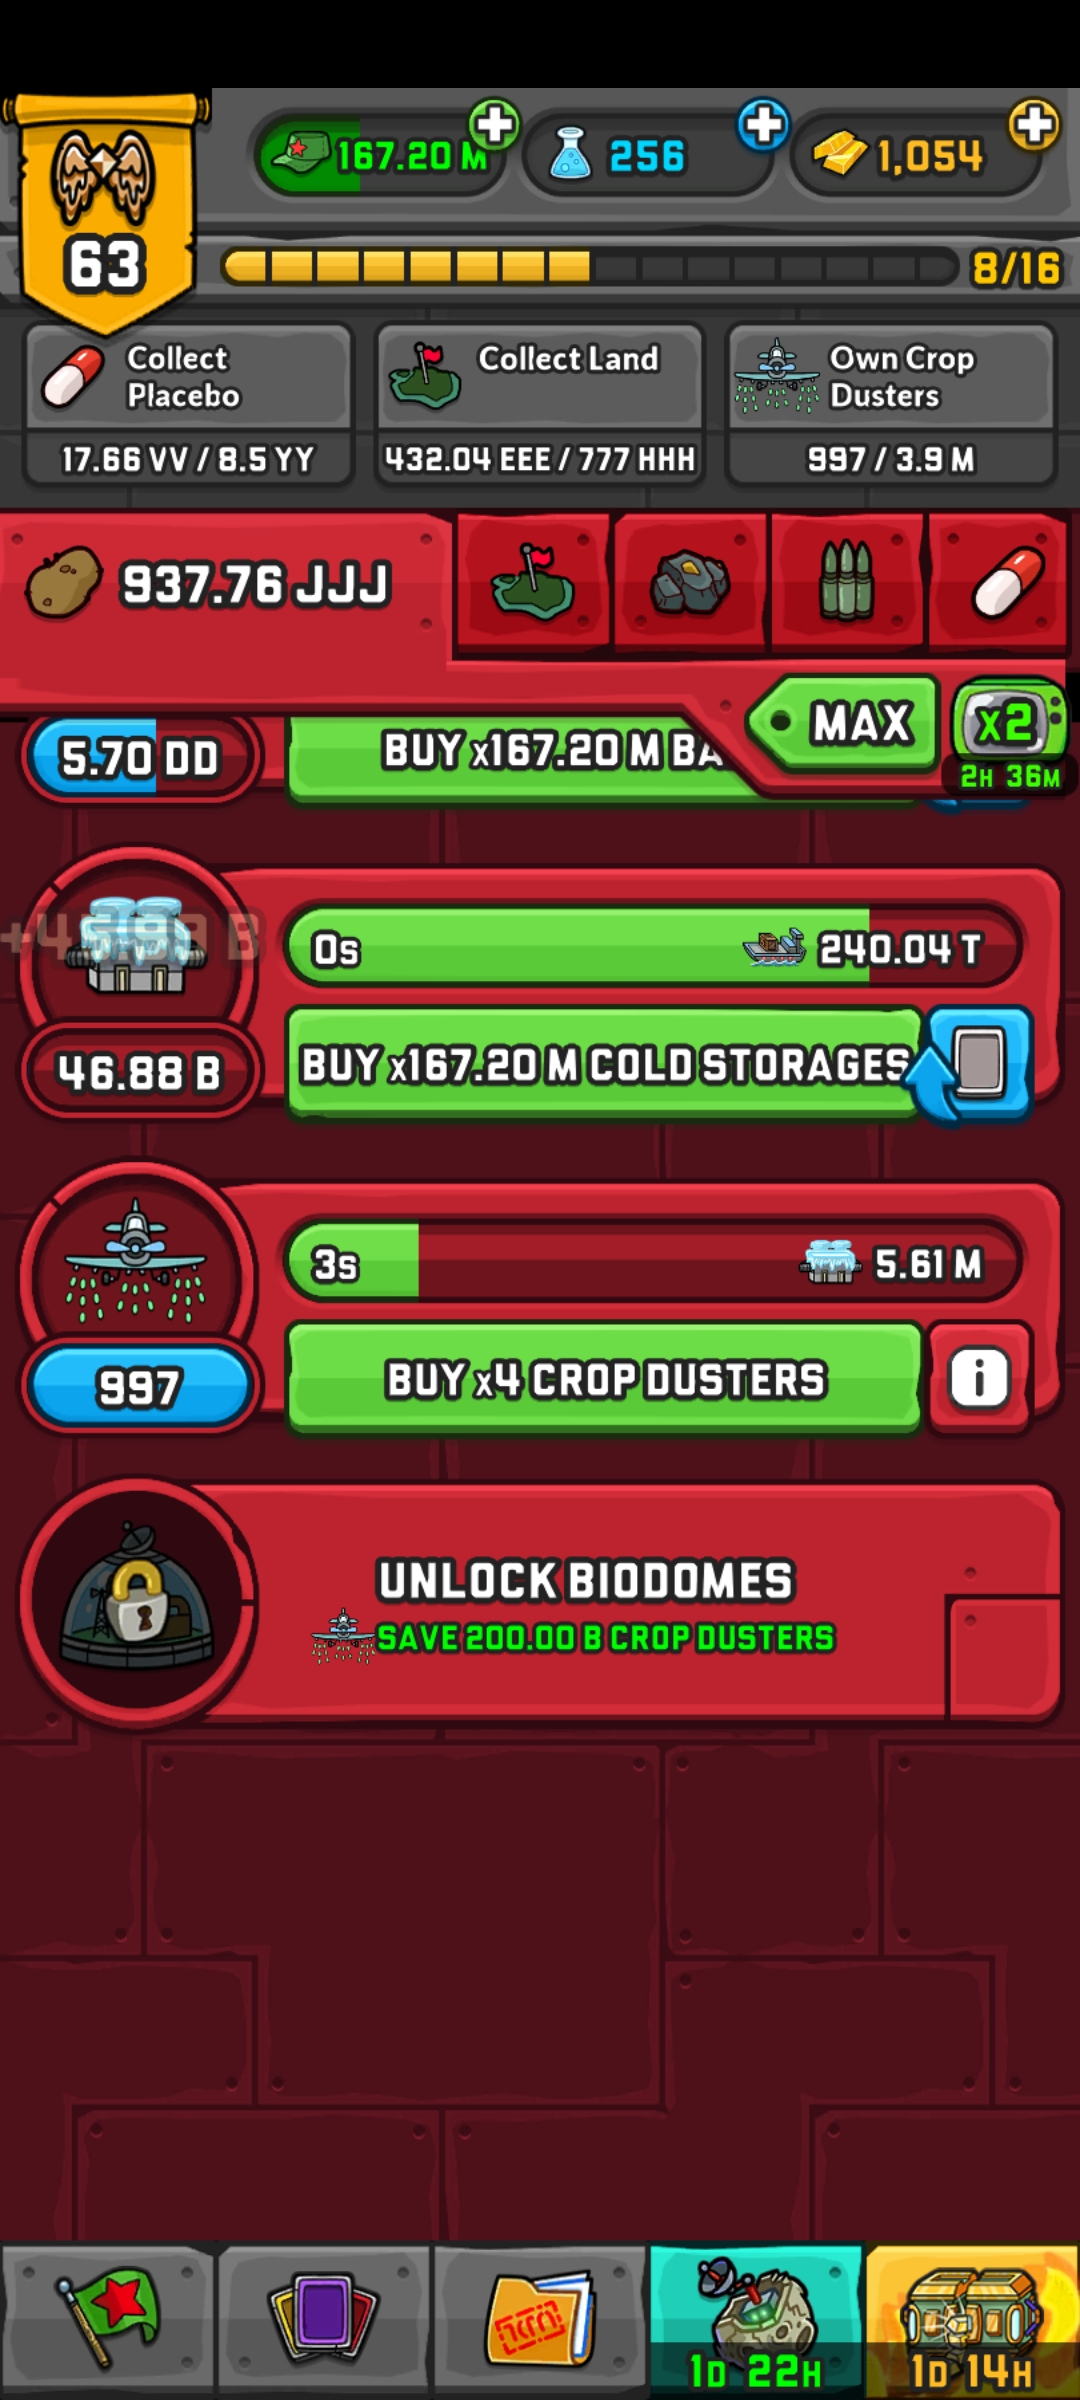 63
167.20 M
256
1,054
8/16
Collect
Placebo
17.66 VV / 8.5 YY
Collect Land
432.04 EEE / 777 HHH
Own Crop
Dusters
997 / 3.9 M
937.76 JJJ
MAX
x2
2H 36M
5.70 DD
BUY x167.20 M BA
0s
240.04 T
46.88 B
BUY x167.20 M COLD STORAGES
3s
5.61 M
997
BUY x4 CROP DUSTERS
i
UNLOCK BIODOMES
SAVE 200.00 B CROP DUSTERS
1D 22H
1D 14H